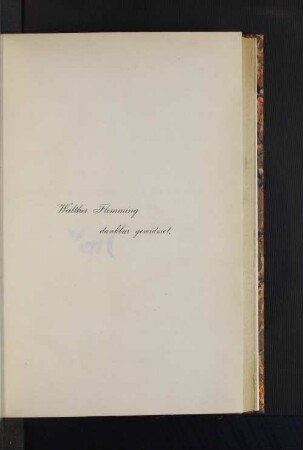 Walther Flemming
dankbar gewidmet.